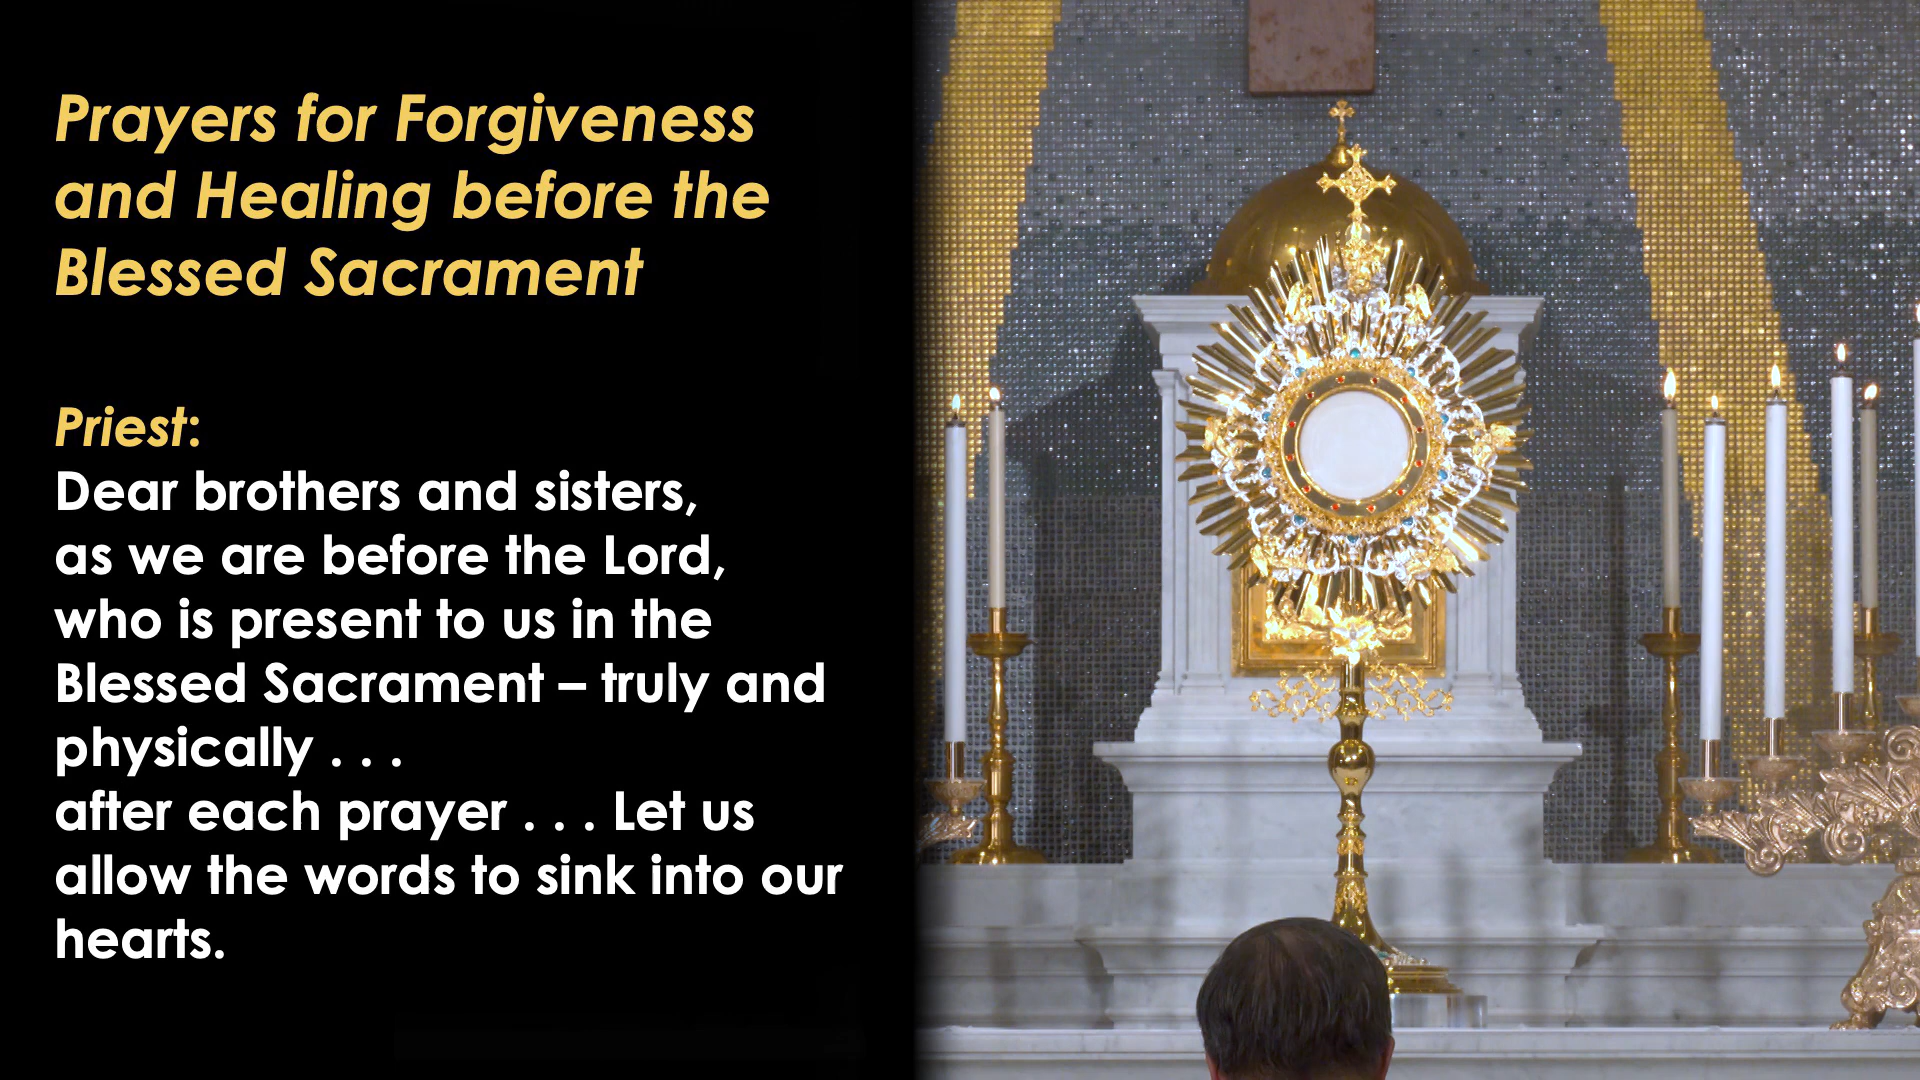 Prayers for Forgiveness
and Healing before the
Blessed Sacrament
Priest:
Dear brothers and sisters,
as we are before the Lord,
who is present to us in the
Blessed Sacrament – truly and
physically . . .
after each prayer . . . Let us
allow the words to sink into our
hearts.